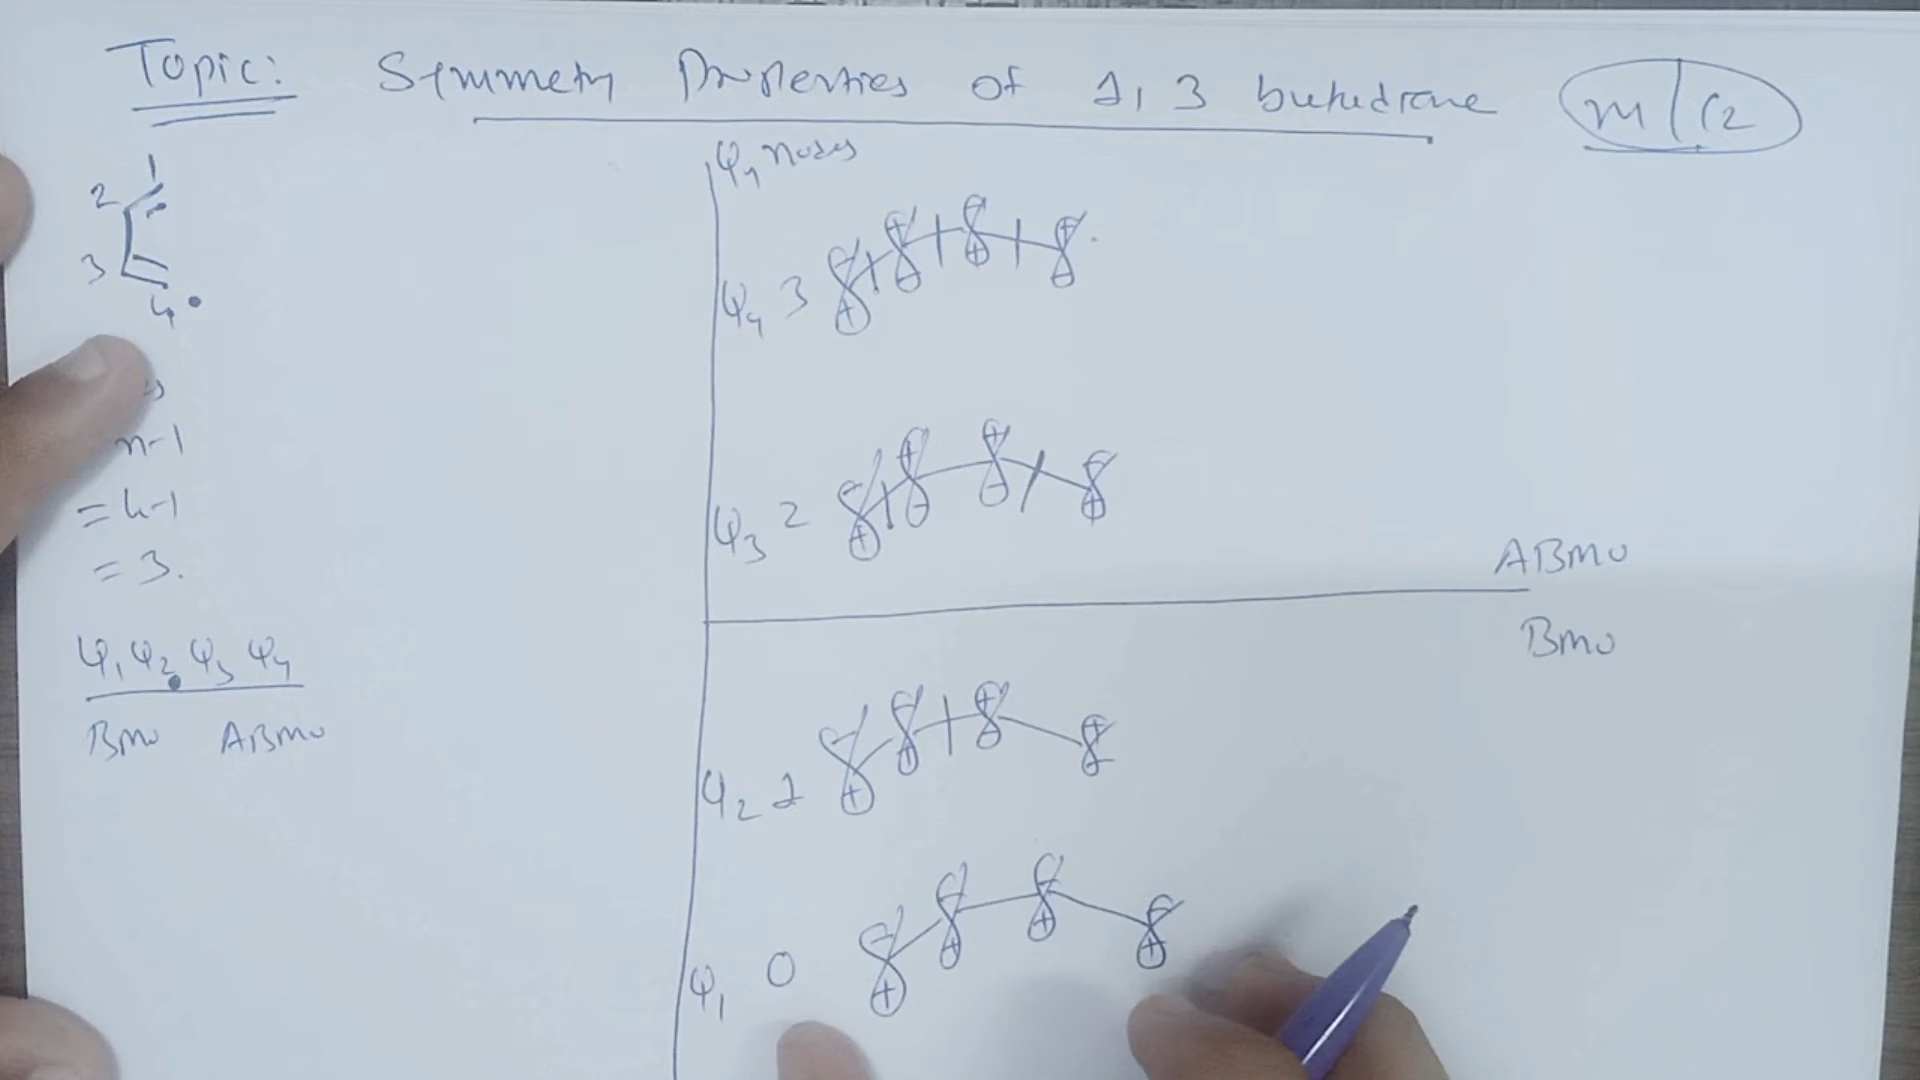 Topic: Symmetry Properties of 1,3 butadiene m/C2
1
2
3
4
n-1
= 4-1
= 3.
Ψ1 Ψ2 Ψ3 Ψ4
BMO ABMO
nodes
Ψ4 3
Ψ3 2
ABMO
BMO
Ψ2 1
Ψ1 0